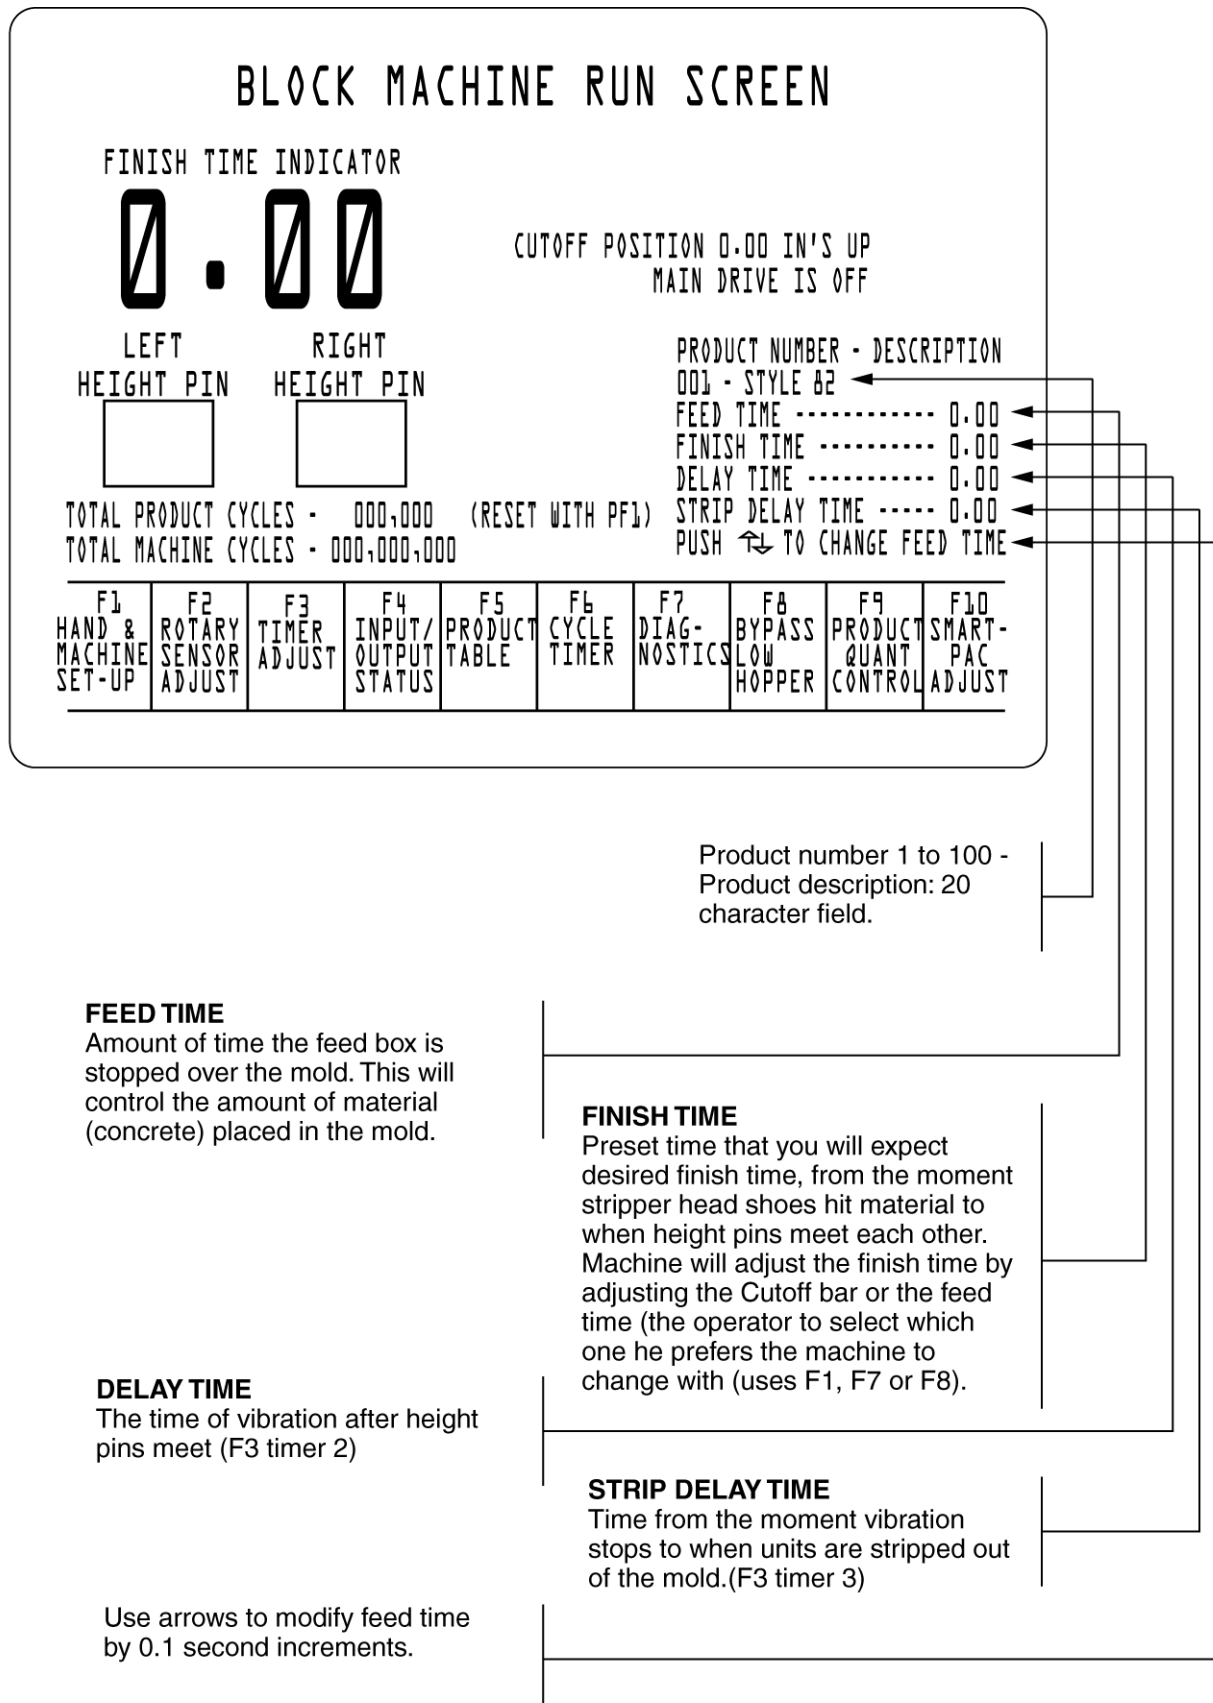 BLOCK MACHINE RUN SCREEN
FINISH TIME INDICATOR
0.00
CUTOFF POSITION 0.00 IN'S UP
MAIN DRIVE IS OFF
LEFT
HEIGHT PIN
RIGHT
HEIGHT PIN
PRODUCT NUMBER - DESCRIPTION
001 - STYLE 82
FEED TIME ------------ 0.00
FINISH TIME ---------- 0.00
DELAY TIME ----------- 0.00
STRIP DELAY TIME ----- 0.00
PUSH ↑↓ TO CHANGE FEED TIME
TOTAL PRODUCT CYCLES - 000,000 (RESET WITH PF1)
TOTAL MACHINE CYCLES - 000,000,000
F1
HAND &
MACHINE
SET-UP
F2
ROTARY
SENSOR
ADJUST
F3
TIMER
ADJUST
F4
INPUT/
OUTPUT
STATUS
F5
PRODUCT
TABLE
F6
CYCLE
TIMER
F7
DIAG-
NOSTICS
F8
BYPASS
LOW
HOPPER
F9
PRODUCT
QUANT
CONTROL
F10
SMART-
PAC
ADJUST
Product number 1 to 100 -
Product description: 20
character field.
FEED TIME
Amount of time the feed box is
stopped over the mold. This will
control the amount of material
(concrete) placed in the mold.
FINISH TIME
Preset time that you will expect
desired finish time, from the moment
stripper head shoes hit material to
when height pins meet each other.
Machine will adjust the finish time by
adjusting the Cutoff bar or the feed
time (the operator to select which
one he prefers the machine to
change with (uses F1, F7 or F8).
DELAY TIME
The time of vibration after height
pins meet (F3 timer 2)
STRIP DELAY TIME
Time from the moment vibration
stops to when units are stripped out
of the mold.(F3 timer 3)
Use arrows to modify feed time
by 0.1 second increments.